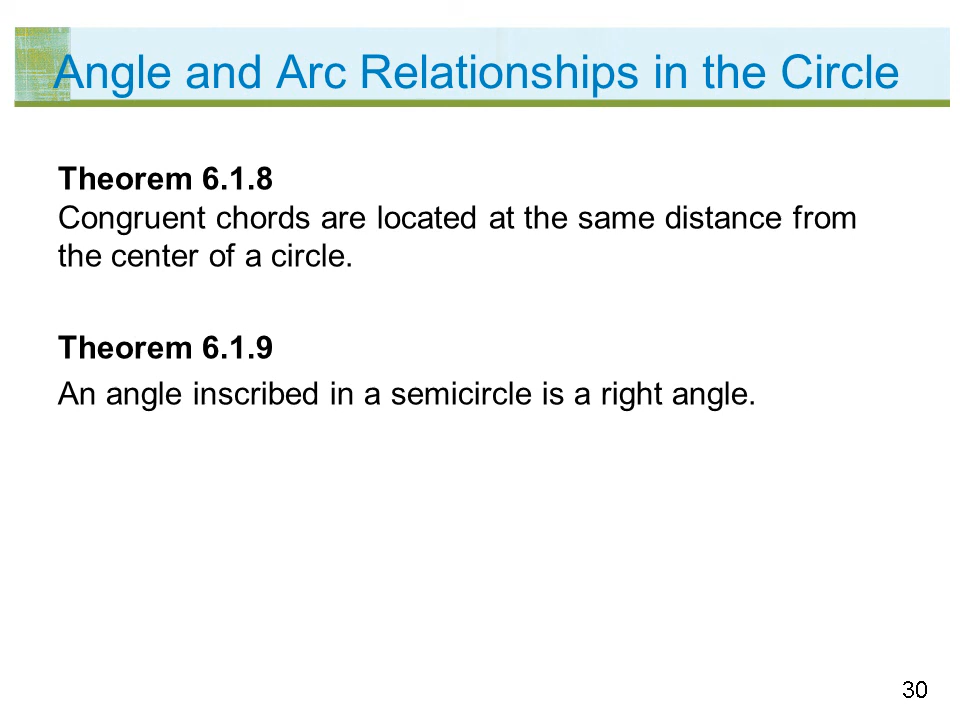 Angle and Arc Relationships in the Circle
Theorem 6.1.8
Congruent chords are located at the same distance from
the center of a circle.
Theorem 6.1.9
An angle inscribed in a semicircle is a right angle.
30